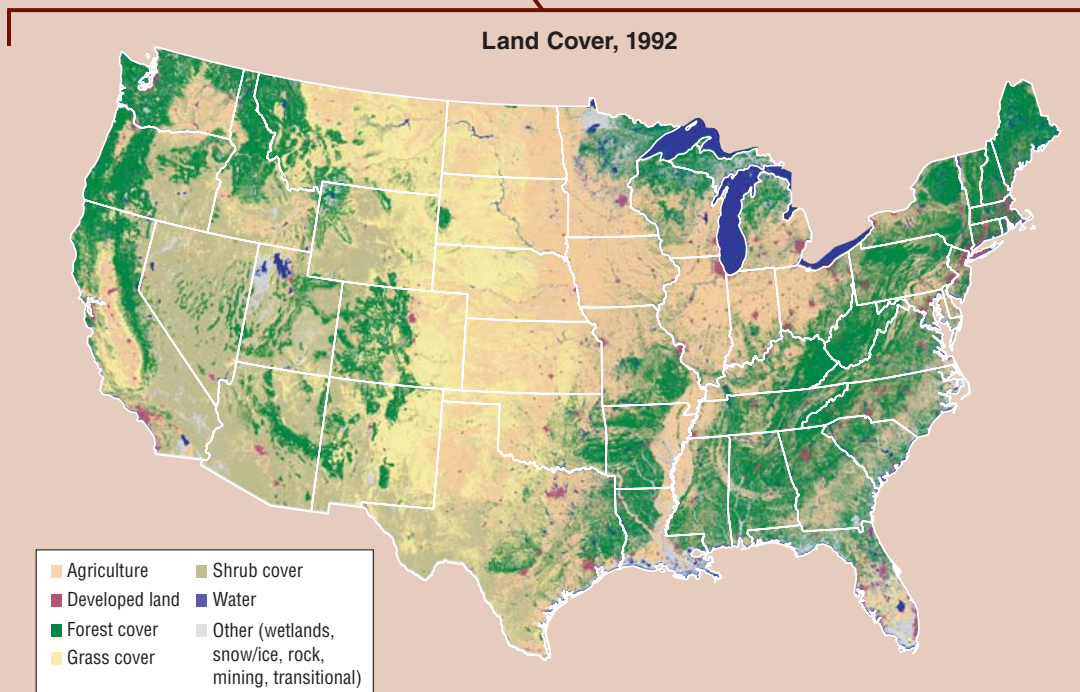 Land Cover, 1992
Agriculture
Developed land
Forest cover
Grass cover
Shrub cover
Water
Other (wetlands,
snow/ice, rock,
mining, transitional)